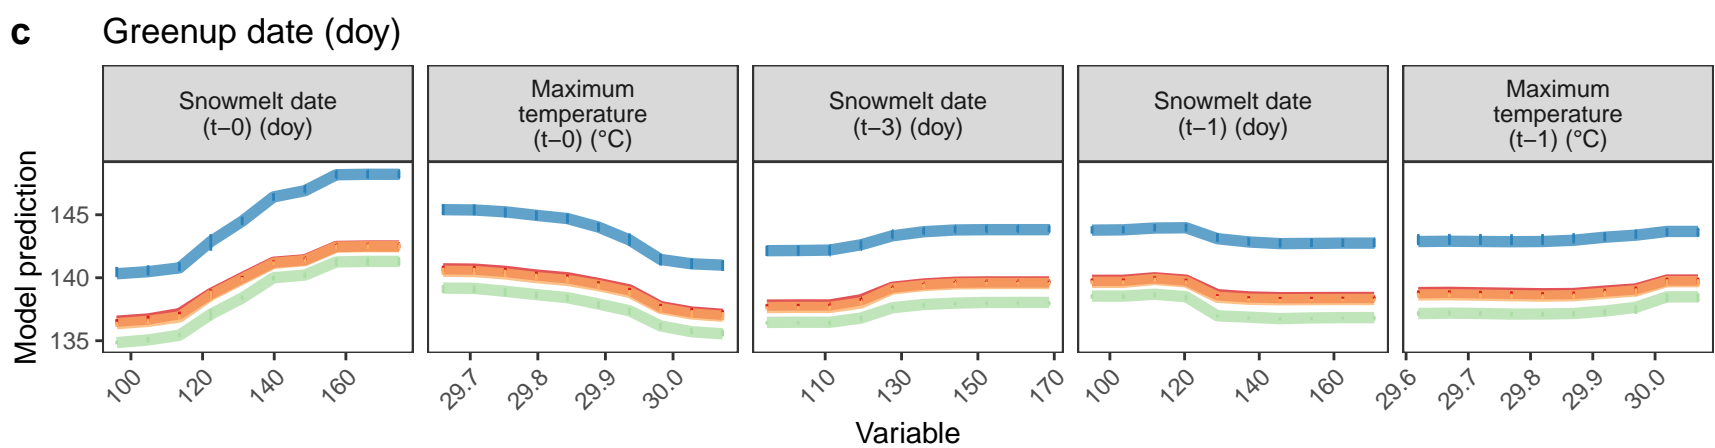 c Greenup date (doy)
Snowmelt date
(t−0) (doy)
Maximum
temperature
(t−0) (°C)
Snowmelt date
(t−3) (doy)
Snowmelt date
(t−1) (doy)
Maximum
temperature
(t−1) (°C)
Model prediction
145
140
135
100 120 140 160
29.7 29.8 29.9 30.0
110 130 150 170
100 120 140 160
29.6 29.7 29.8 29.9 30.0
Variable